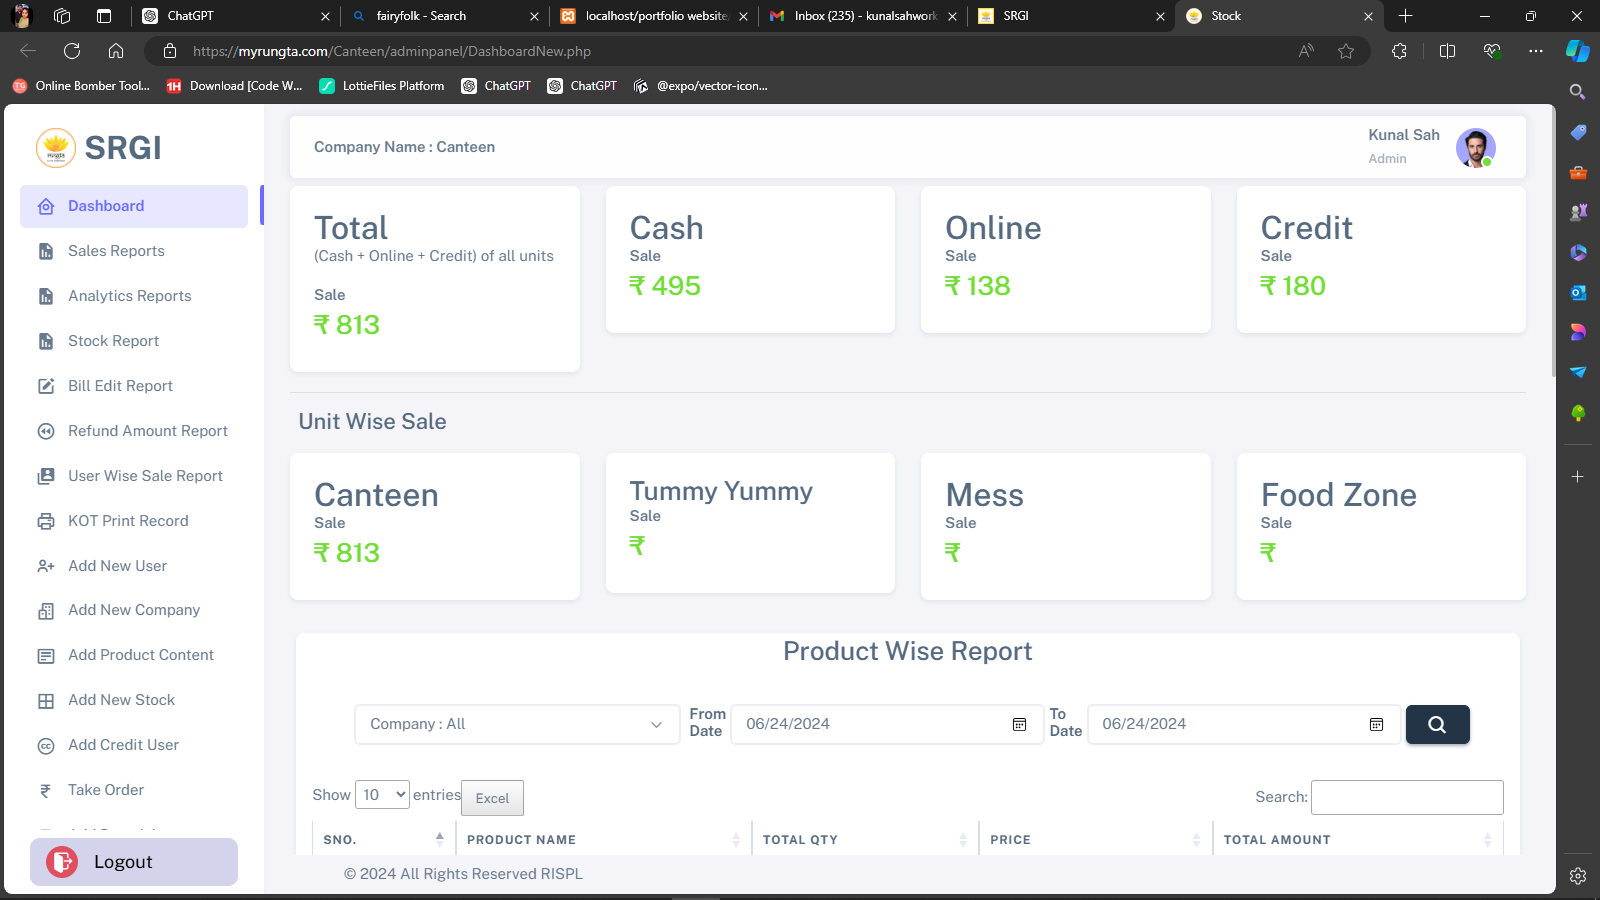 ChatGPT
fairyfolk - Search
localhost/portfolio website
Inbox (235) - kunalsahwork
SRGI
Stock
https://myrungta.com/Canteen/adminpanel/DashboardNew.php
Online Bomber Tool...
Download [Code W...
LottieFiles Platform
ChatGPT
ChatGPT
@expo/vector-icon...
SRGI
Dashboard
Sales Reports
Analytics Reports
Stock Report
Bill Edit Report
Refund Amount Report
User Wise Sale Report
KOT Print Record
Add New User
Add New Company
Add Product Content
Add New Stock
Add Credit User
Take Order
Logout
Company Name : Canteen
Kunal Sah
Admin
Total
(Cash + Online + Credit) of all units
Sale
₹ 813
Cash
Sale
₹ 495
Online
Sale
₹ 138
Credit
Sale
₹ 180
Unit Wise Sale
Canteen
Sale
₹ 813
Tummy Yummy
Sale
₹
Mess
Sale
₹
Food Zone
Sale
₹
Product Wise Report
Company : All
From Date
06/24/2024
To Date
06/24/2024
Show 10 entries
Excel
Search:
SNO. PRODUCT NAME TOTAL QTY PRICE TOTAL AMOUNT
© 2024 All Rights Reserved RISPL